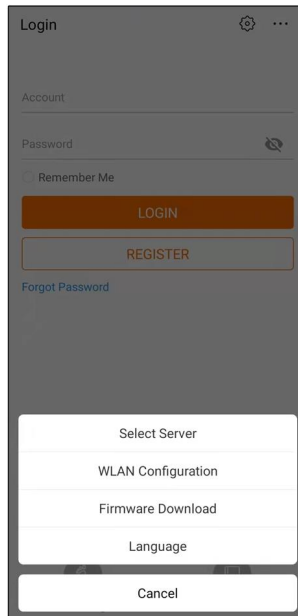 Login
Account
Password
Remember Me
LOGIN
REGISTER
Forgot Password
Select Server
WLAN Configuration
Firmware Download
Language
Cancel